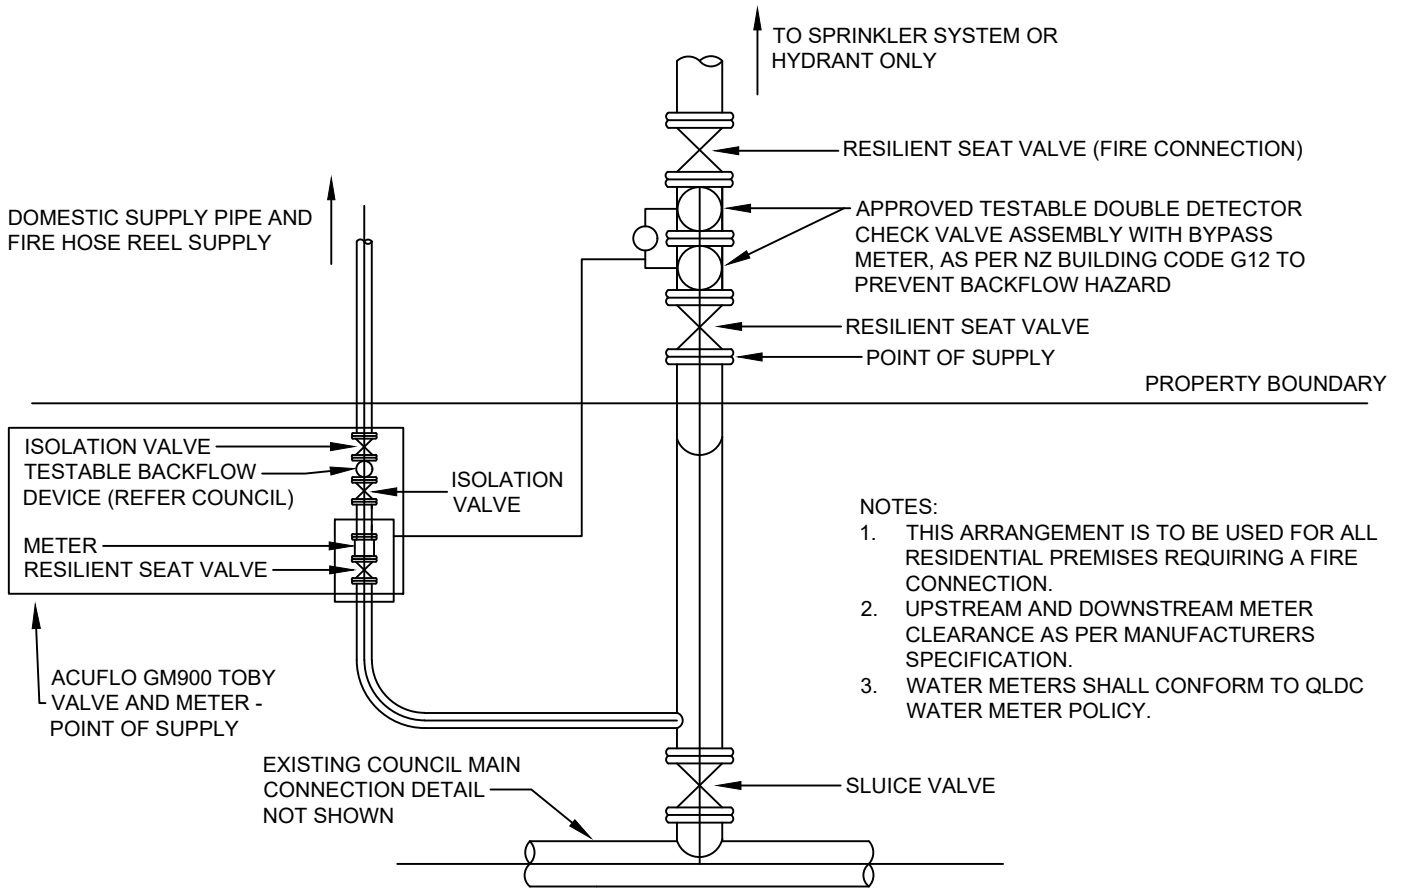 TO SPRINKLER SYSTEM OR
HYDRANT ONLY
RESILIENT SEAT VALVE (FIRE CONNECTION)
DOMESTIC SUPPLY PIPE AND
FIRE HOSE REEL SUPPLY
APPROVED TESTABLE DOUBLE DETECTOR
CHECK VALVE ASSEMBLY WITH BYPASS
METER, AS PER NZ BUILDING CODE G12 TO
PREVENT BACKFLOW HAZARD
RESILIENT SEAT VALVE
POINT OF SUPPLY
PROPERTY BOUNDARY
ISOLATION VALVE
TESTABLE BACKFLOW
DEVICE (REFER COUNCIL)
ISOLATION
VALVE
METER
RESILIENT SEAT VALVE
NOTES:
1. THIS ARRANGEMENT IS TO BE USED FOR ALL
RESIDENTIAL PREMISES REQUIRING A FIRE
CONNECTION.
2. UPSTREAM AND DOWNSTREAM METER
CLEARANCE AS PER MANUFACTURERS
SPECIFICATION.
3. WATER METERS SHALL CONFORM TO QLDC
WATER METER POLICY.
ACUFLO GM900 TOBY
VALVE AND METER -
POINT OF SUPPLY
EXISTING COUNCIL MAIN
CONNECTION DETAIL
NOT SHOWN
SLUICE VALVE